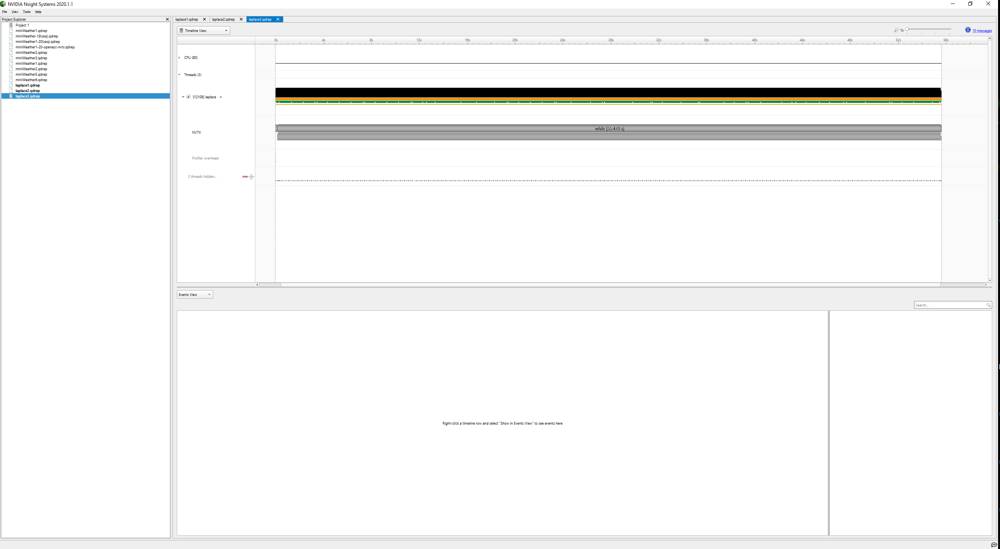 NVIDIA Nsight Systems 2020.1.1
File View Tools Help
Project Explorer
Project 1
miniWeather1.qdrep
miniWeather-19(seq).qdrep
miniWeather1-20(seq).qdrep
miniWeather1-20-openacc-nvtx.qdrep
miniWeather2.qdrep
miniWeather3.qdrep
miniWeather1.qdrep
miniWeather2.qdrep
miniWeather5.qdrep
miniWeather6.qdrep
laplace1.qdrep
laplace2.qdrep
laplace3.qdrep
laplace1.qdrep laplace2.qdrep laplace3.qdrep
Timeline View
1x
10 messages
0s 4s 8s 12s 16s 20s 24s 28s 32s 36s 40s 44s 48s 52s 56s
CPU (80)
Threads (3)
[12108] laplace
while [55.470 s]
NVTX
Profiler overhead
2 threads hidden...
Events View
Search...
Right-click a timeline row and select "Show in Events View" to see events here